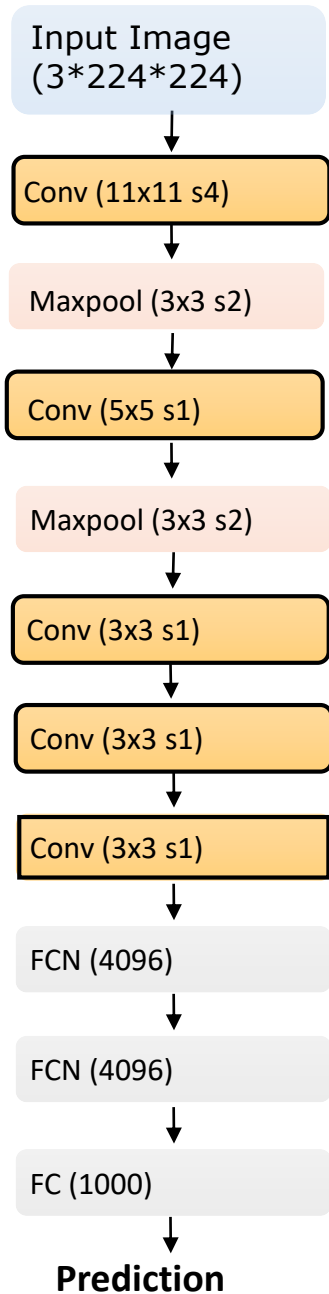 Input Image
(3*224*224)
Conv (11x11 s4)
Maxpool (3x3 s2)
Conv (5x5 s1)
Maxpool (3x3 s2)
Conv (3x3 s1)
Conv (3x3 s1)
Conv (3x3 s1)
FCN (4096)
FCN (4096)
FC (1000)
Prediction